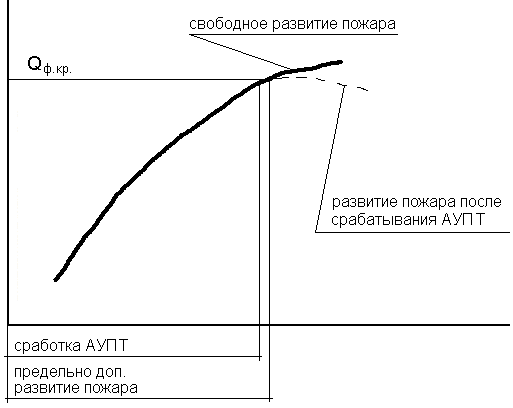 свободное развитие пожара
Qф.кр.
развитие пожара после
срабатывания АУПТ
сработка АУПТ
предельно доп.
развитие пожара